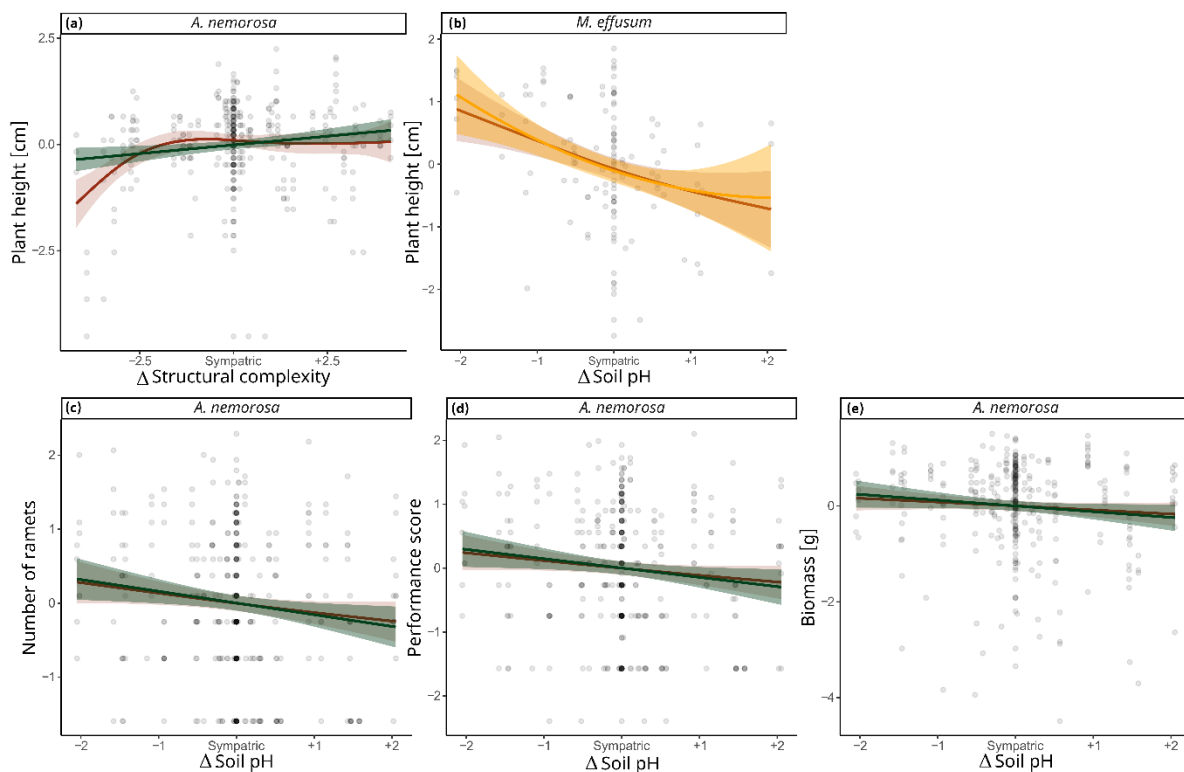 (a) A. nemorosa
2.5
0.0
−2.5
Plant height [cm]
−2.5 Sympatric +2.5
Δ Structural complexity
(b) M. effusum
2
1
0
−1
−2
Plant height [cm]
−2 −1 Sympatric +1 +2
Δ Soil pH
(c) A. nemorosa
2
1
0
−1
Number of ramets
−2 −1 Sympatric +1 +2
Δ Soil pH
(d) A. nemorosa
2
1
0
−1
−2
Performance score
−2 −1 Sympatric +1 +2
Δ Soil pH
(e) A. nemorosa
0
−2
−4
Biomass [g]
−2 −1 Sympatric +1 +2
Δ Soil pH